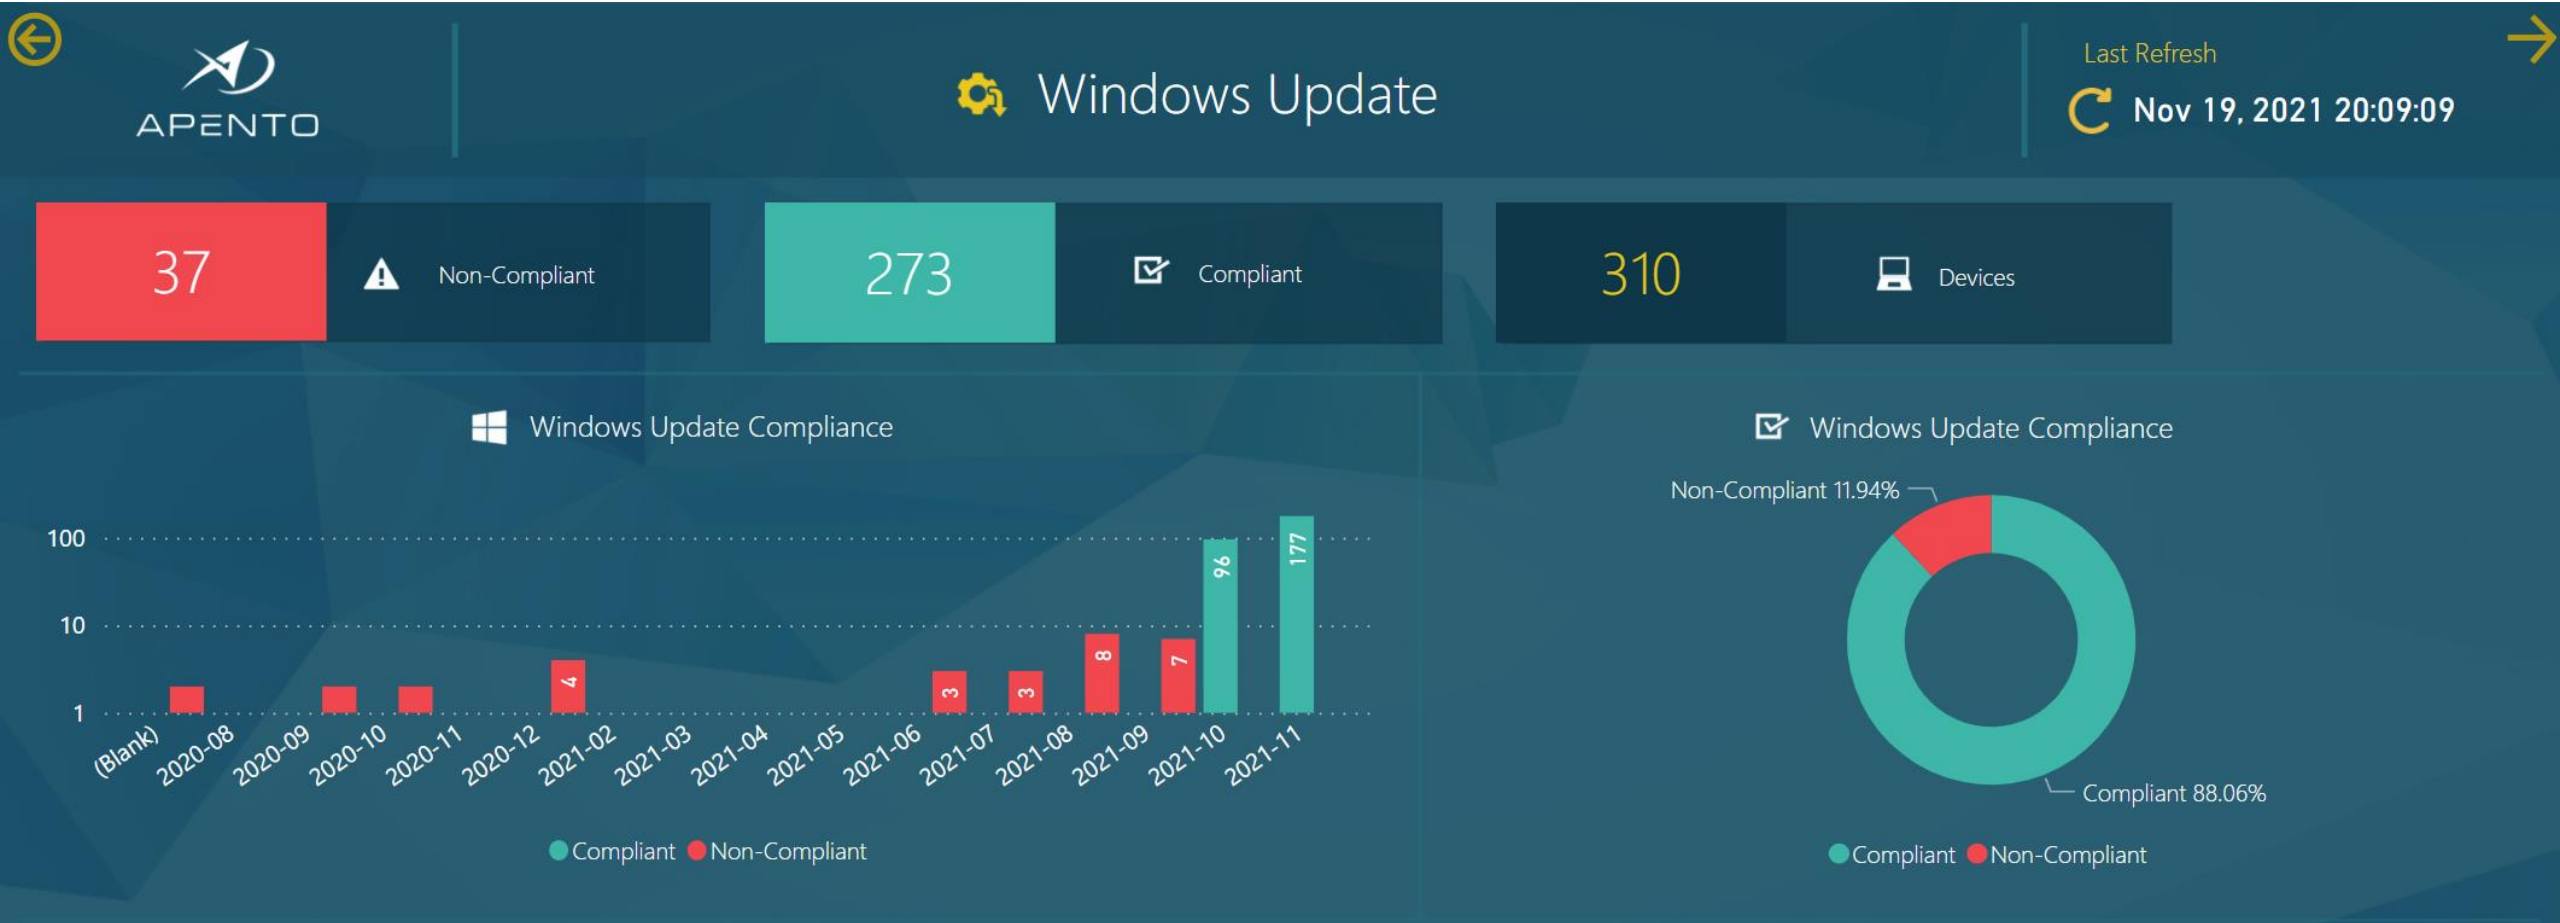 APENTO
Windows Update
Last Refresh
Nov 19, 2021 20:09:09
37
Non-Compliant
273
Compliant
310
Devices
Windows Update Compliance
100
10
1
4
3
3
8
7
96
177
(Blank)
2020-08
2020-09
2020-10
2020-11
2020-12
2021-02
2021-03
2021-04
2021-05
2021-06
2021-07
2021-08
2021-09
2021-10
2021-11
Compliant Non-Compliant
Windows Update Compliance
Non-Compliant 11.94%
Compliant 88.06%
Compliant Non-Compliant